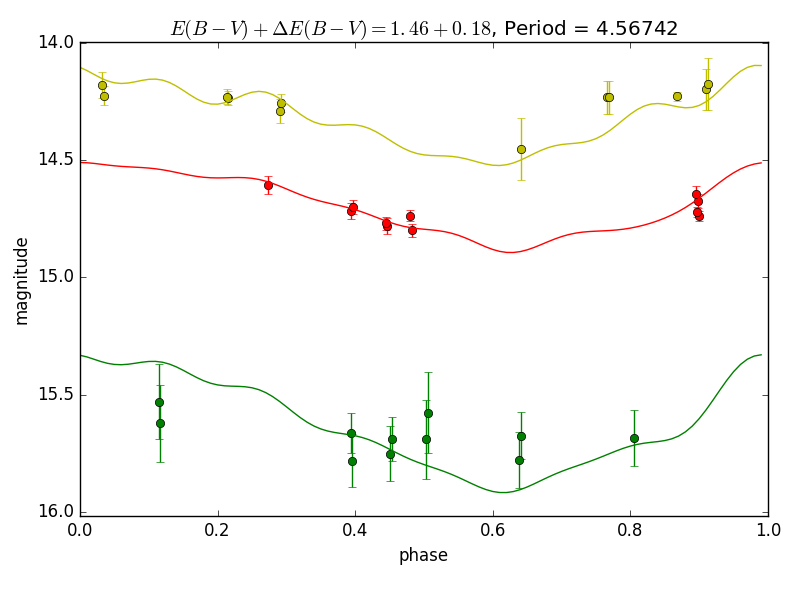 E(B − V) + ΔE(B − V) = 1.46 + 0.18, Period = 4.56742
14.0
14.5
15.0
15.5
16.0
magnitude
0.0 0.2 0.4 0.6 0.8 1.0
phase